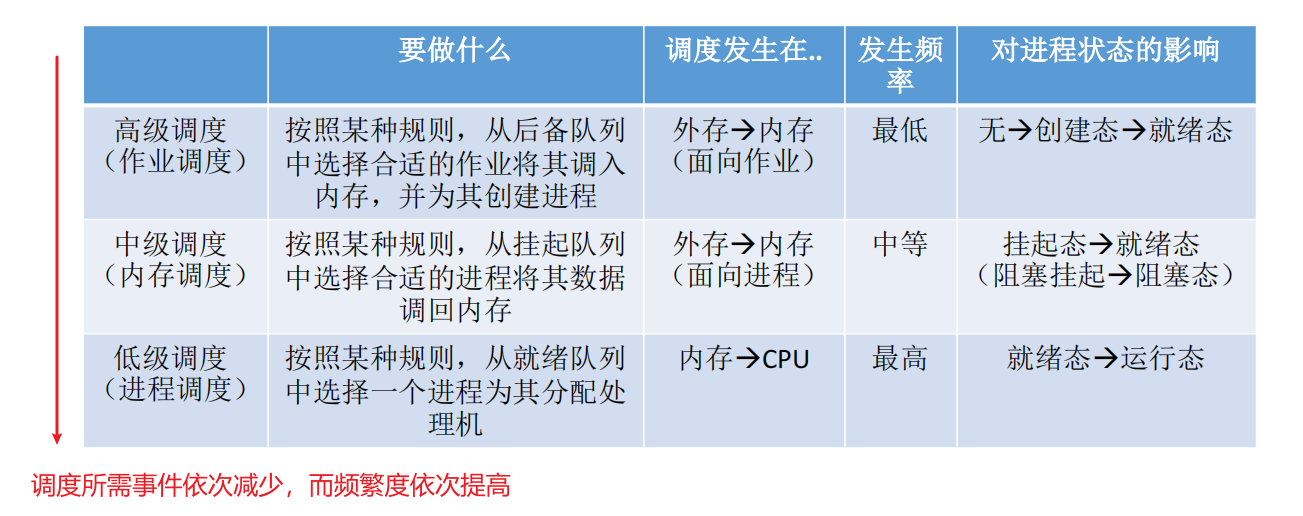 要做什么
调度发生在..
发生频
率
对进程状态的影响
高级调度
（作业调度）
按照某种规则，从后备队列
中选择合适的作业将其调入
内存，并为其创建进程
外存→内存
（面向作业）
最低
无→创建态→就绪态
中级调度
（内存调度）
按照某种规则，从挂起队列
中选择合适的进程将其数据
调回内存
外存→内存
（面向进程）
中等
挂起态→就绪态
（阻塞挂起→阻塞态）
低级调度
（进程调度）
按照某种规则，从就绪队列
中选择一个进程为其分配处
理机
内存→CPU
最高
就绪态→运行态
调度所需事件依次减少，而频繁度依次提高